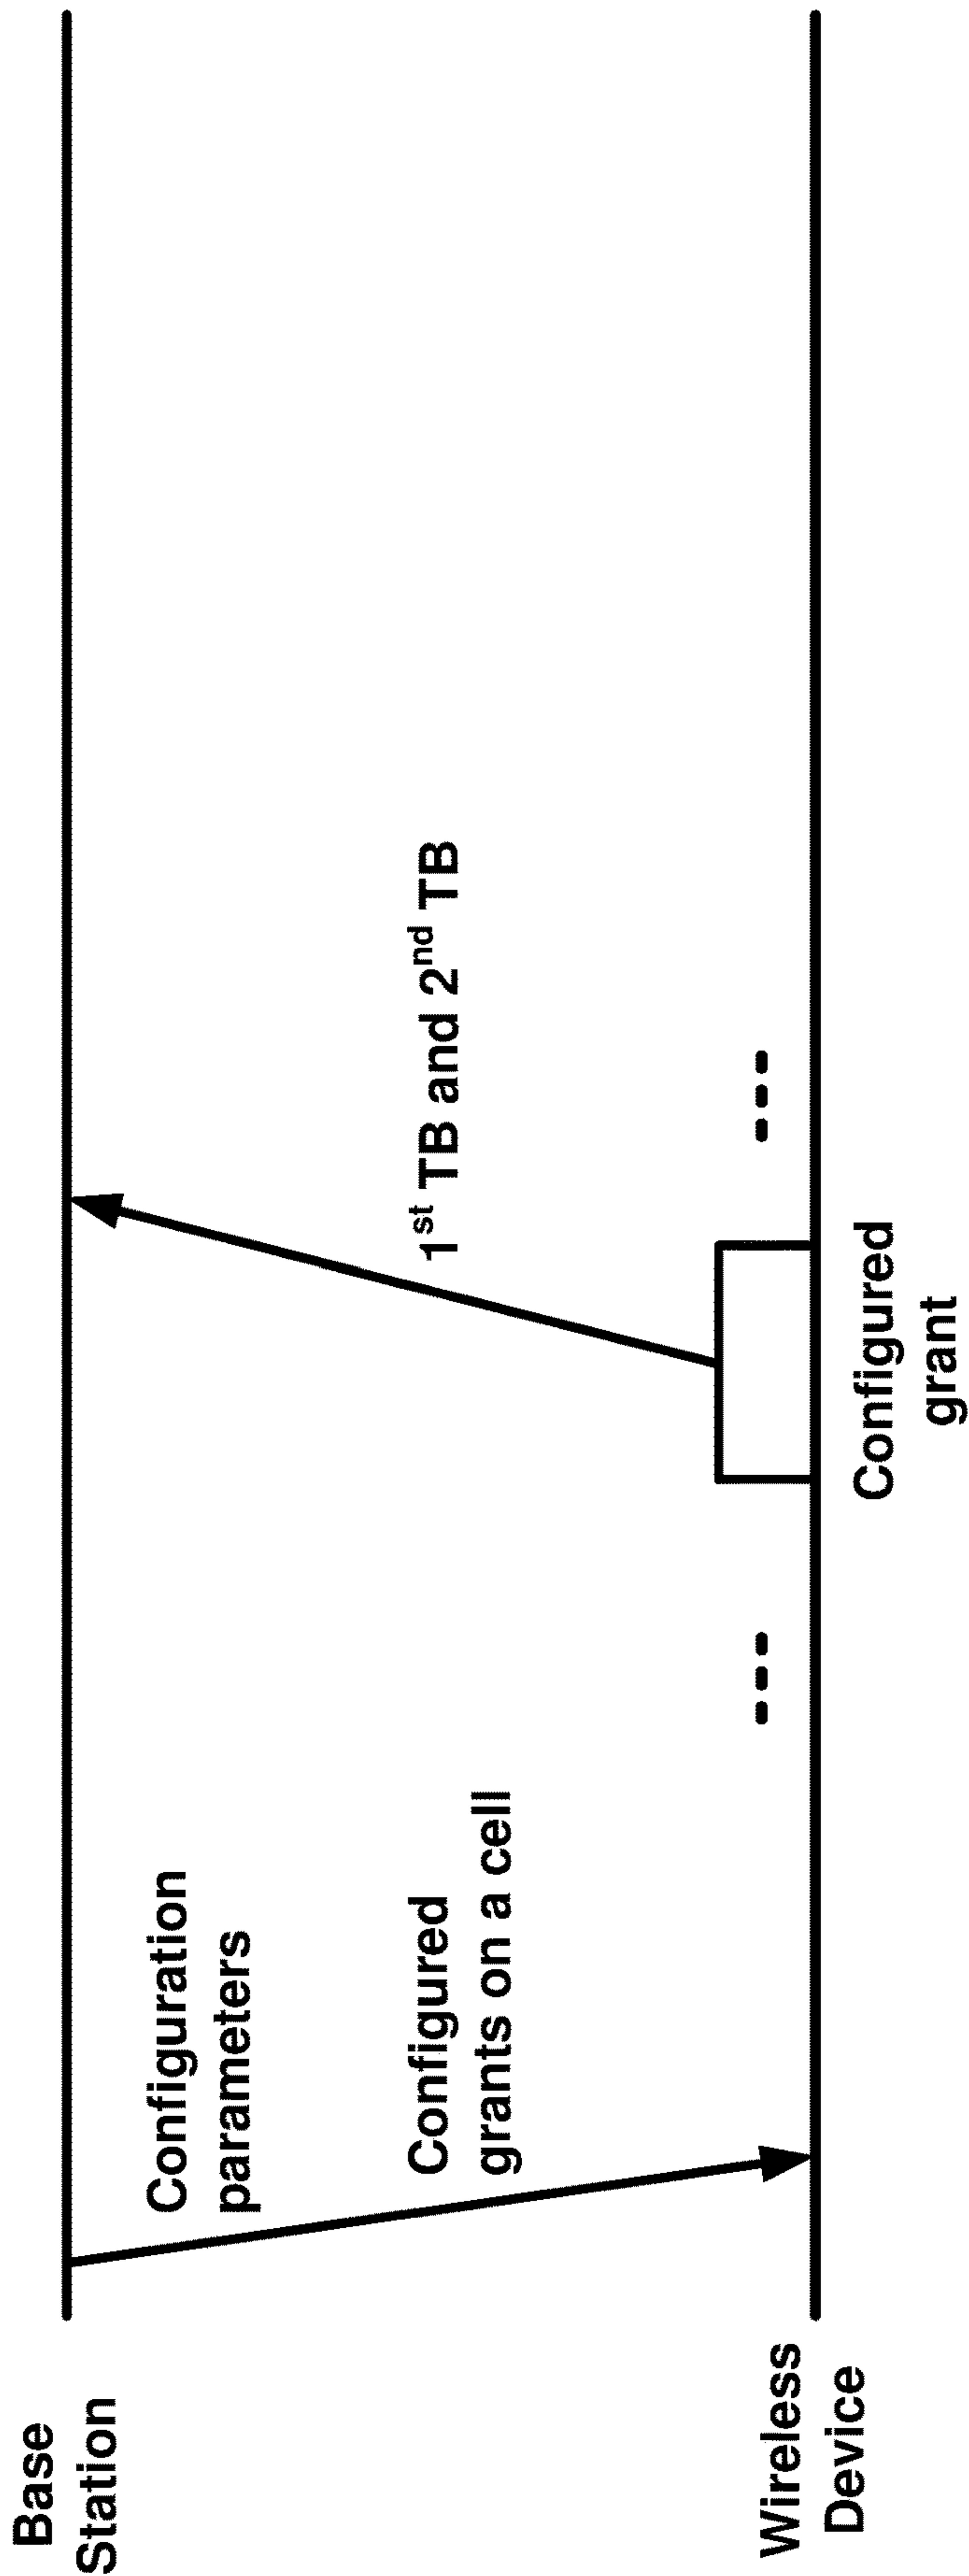 Base
Station
Configuration
parameters
Configured
grants on a cell
1st TB and 2nd TB
Wireless
Device
Configured
grant